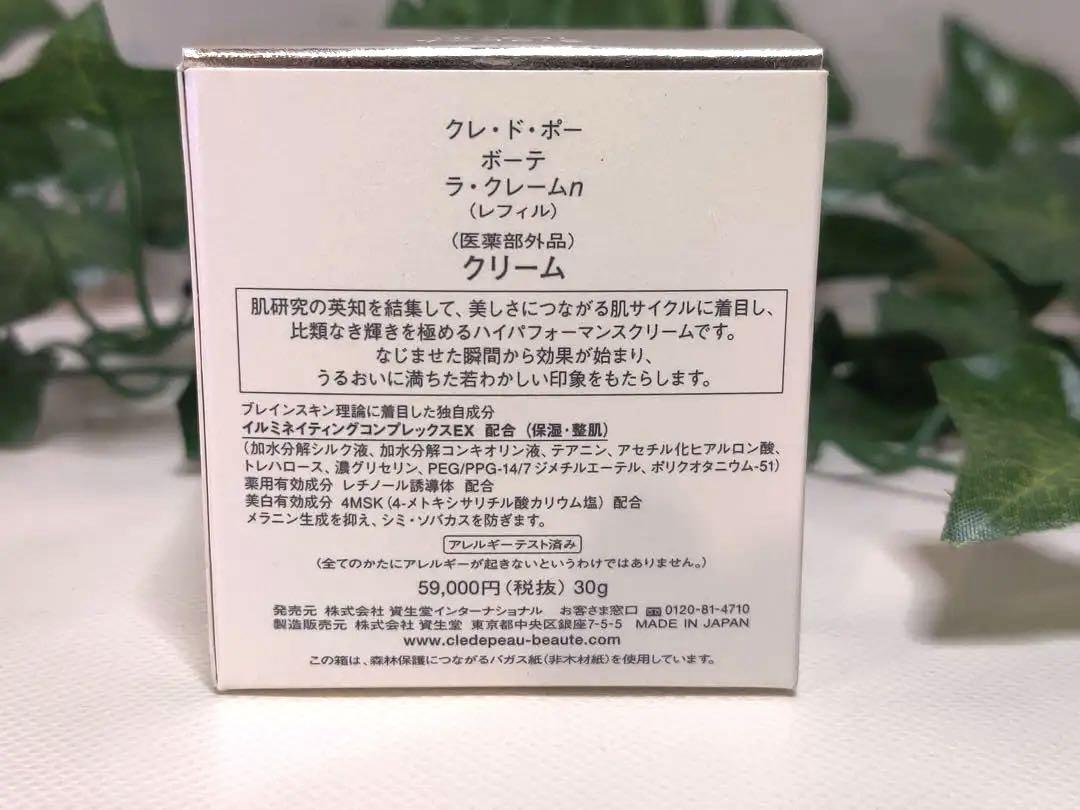 クレ・ド・ポー
ボーテ
ラ・クレームn
（レフィル）
（医薬部外品）
クリーム
肌研究の英知を結集して、美しさにつながる肌サイクルに着目し、
比類なき輝きを極めるハイパフォーマンスクリームです。
なじませた瞬間から効果が始まり、
うるおいに満ちた若わかしい印象をもたらします。
ブレインスキン理論に着目した独自成分
イルミネイティングコンプレックスEX 配合（保湿・整肌）
（加水分解シルク液、加水分解コンキオリン液、テアニン、アセチル化ヒアルロン酸、
トレハロース、濃グリセリン、PEG/PPG-14/7 ジメチルエーテル、ポリクオタニウム-51）
薬用有効成分 レチノール誘導体 配合
美白有効成分 4MSK（4-メトキシサリチル酸カリウム塩） 配合
メラニン生成を抑え、シミ・ソバカスを防ぎます。
アレルギーテスト済み
（全てのかたにアレルギーが起きないというわけではありません。）
59,000円（税抜） 30g
発売元 株式会社 資生堂インターナショナル お客さま窓口 0120-81-4710
製造販売元 株式会社 資生堂 東京都中央区銀座7-5-5 MADE IN JAPAN
www.cledepeau-beaute.com
この箱は、森林保護につながるバガス紙（非木材紙）を使用しています。